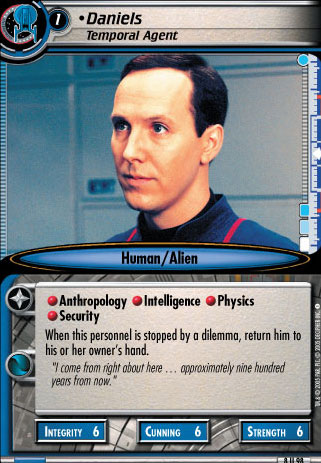 1 •Daniels
Temporal Agent
Human/Alien
Anthropology Intelligence Physics
Security
When this personnel is stopped by a dilemma, return him to
his or her owner's hand.
"I come from right about here … approximately nine hundred
years from now."
INTEGRITY 6 CUNNING 6 STRENGTH 6
8 U 98